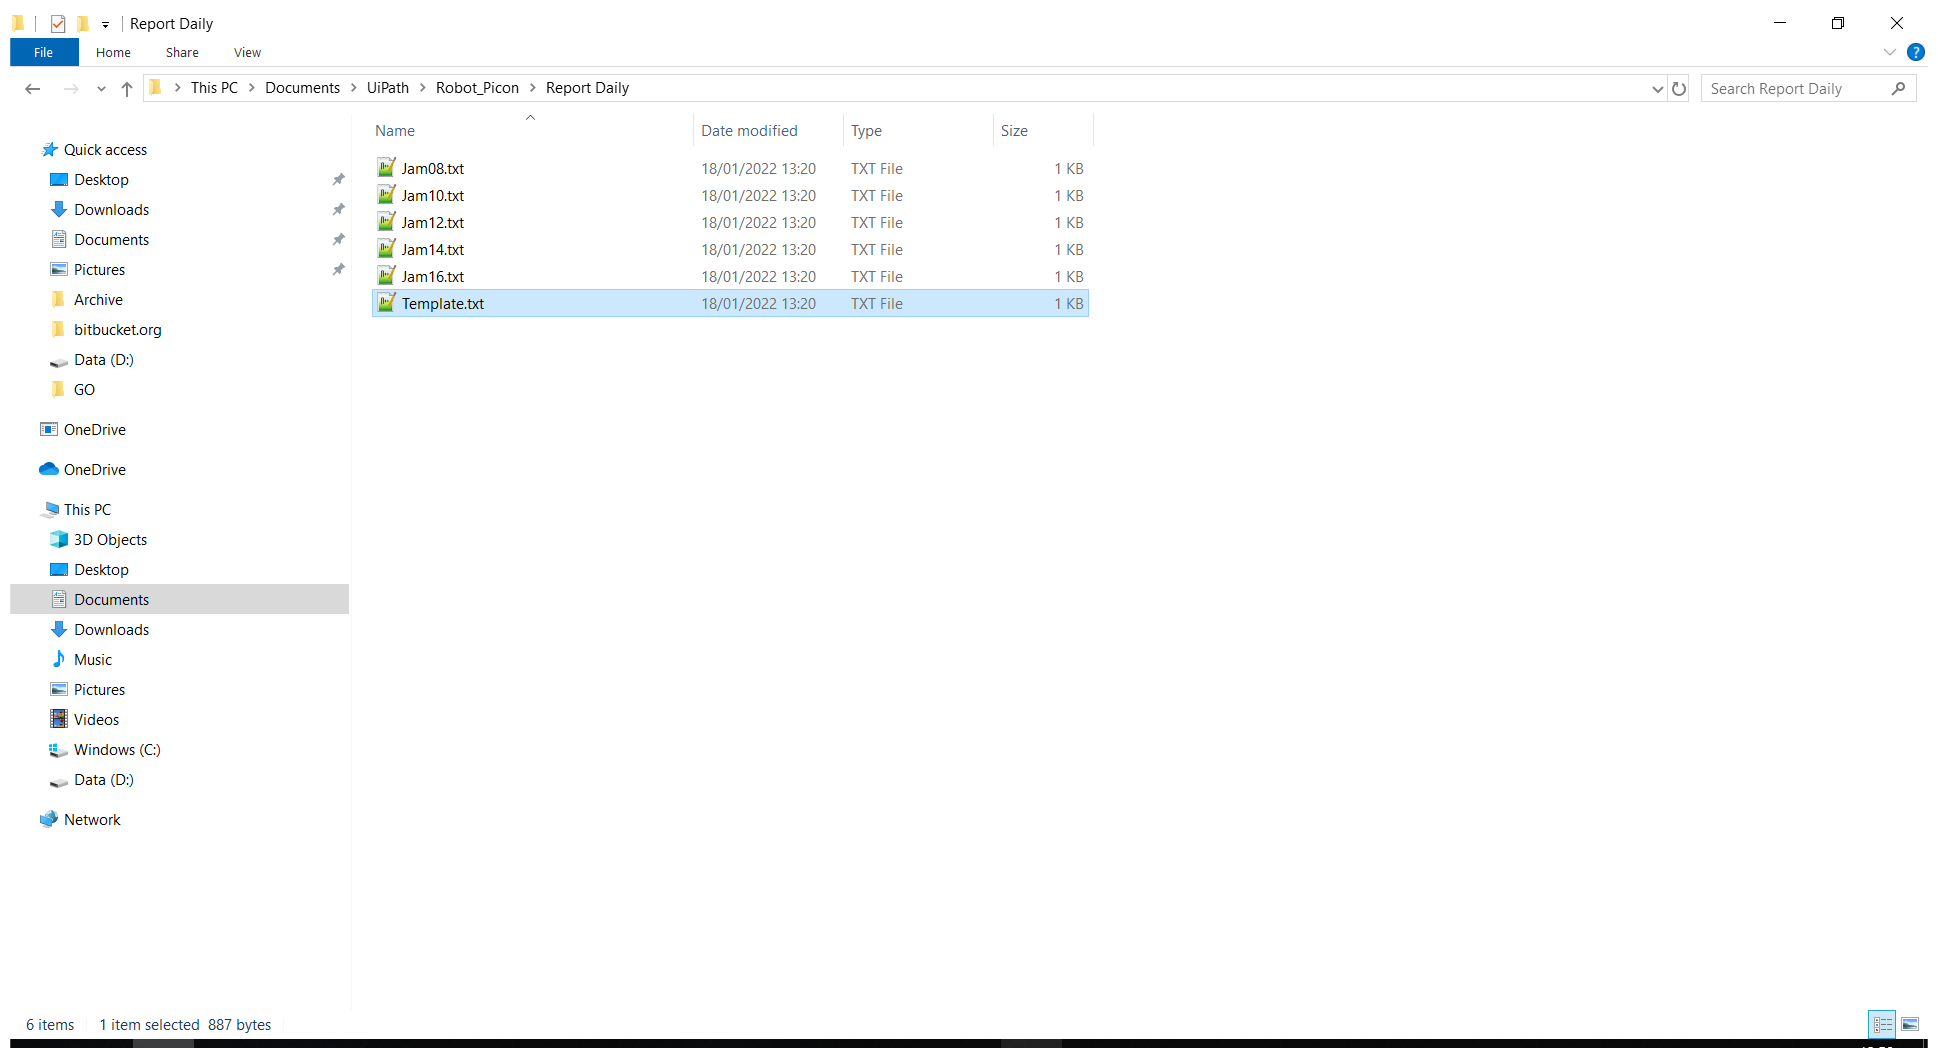 Report Daily
File Home Share View
This PC Documents UiPath Robot_Picon Report Daily
Search Report Daily
Name Date modified Type Size
Jam08.txt 18/01/2022 13:20 TXT File 1 KB
Jam10.txt 18/01/2022 13:20 TXT File 1 KB
Jam12.txt 18/01/2022 13:20 TXT File 1 KB
Jam14.txt 18/01/2022 13:20 TXT File 1 KB
Jam16.txt 18/01/2022 13:20 TXT File 1 KB
Template.txt 18/01/2022 13:20 TXT File 1 KB
Quick access
Desktop
Downloads
Documents
Pictures
Archive
bitbucket.org
Data (D:)
GO
OneDrive
OneDrive
This PC
3D Objects
Desktop
Documents
Downloads
Music
Pictures
Videos
Windows (C:)
Data (D:)
Network
6 items 1 item selected 887 bytes